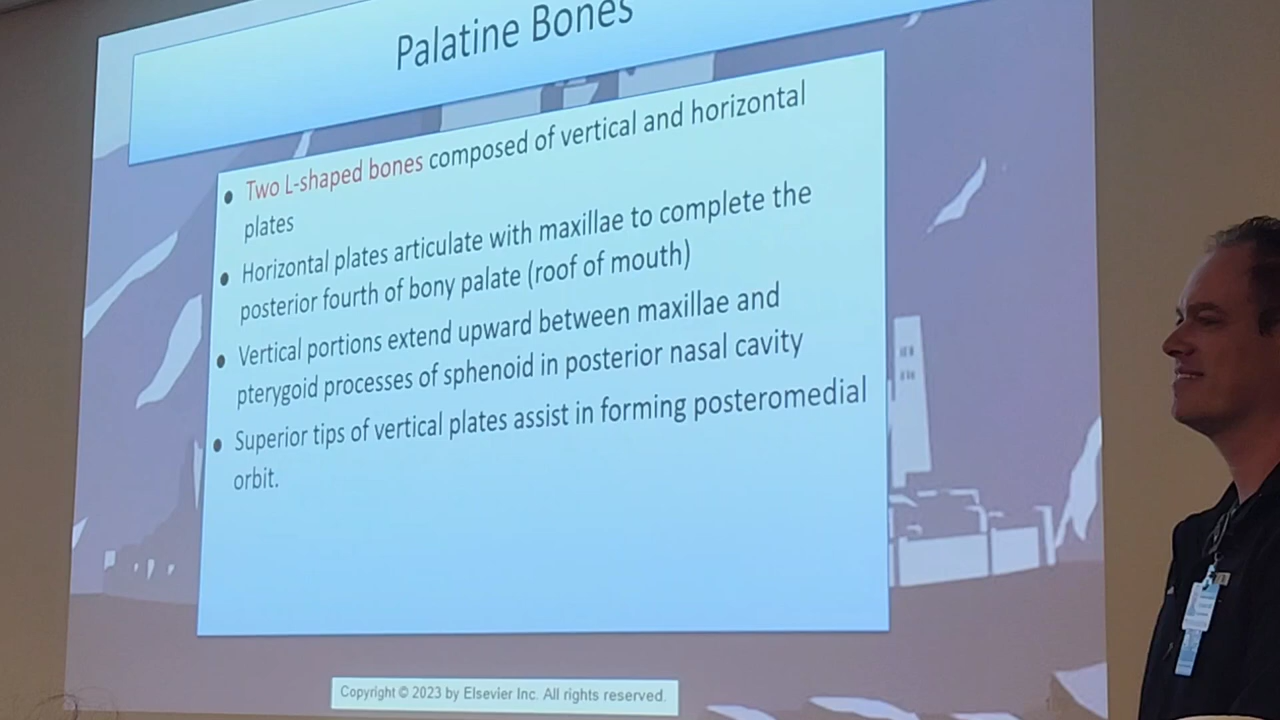 Palatine Bones
• Two L-shaped bones composed of vertical and horizontal
plates
• Horizontal plates articulate with maxillae to complete the
posterior fourth of bony palate (roof of mouth)
• Vertical portions extend upward between maxillae and
pterygoid processes of sphenoid in posterior nasal cavity
• Superior tips of vertical plates assist in forming posteromedial
orbit.
Copyright © 2023 by Elsevier Inc. All rights reserved.